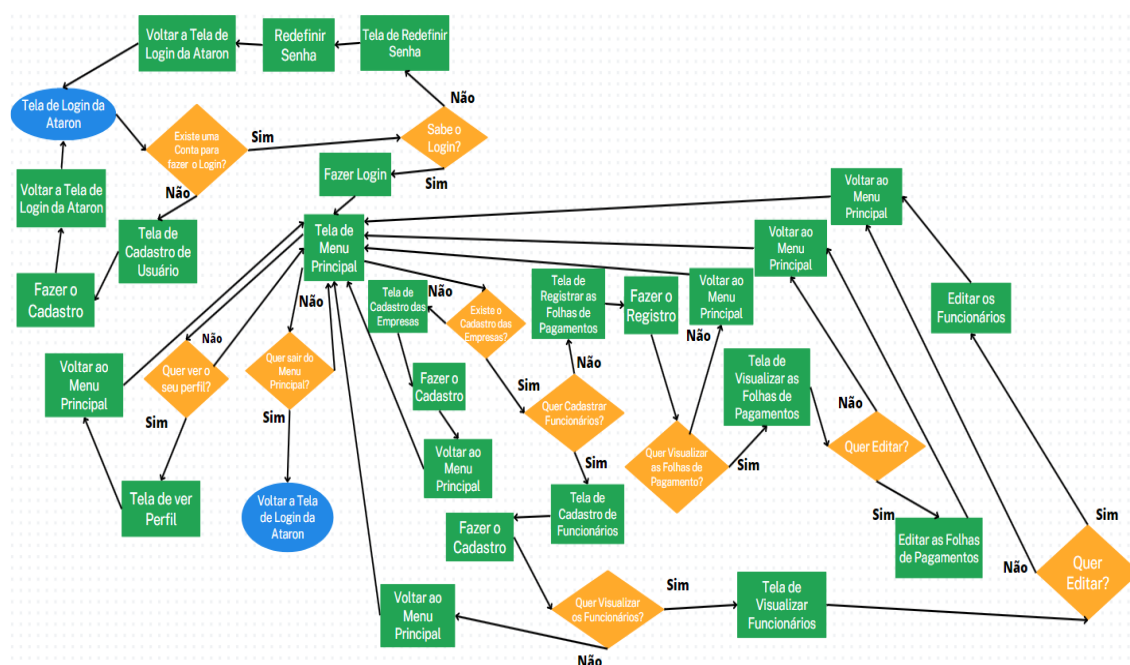 Voltar a Tela de
Login da Ataron
Redefinir
Senha
Tela de Redefinir
Senha
Não
Tela de Login da
Ataron
Existe uma
Conta para
fazer o Login?
Sim
Sabe o
Login?
Não
Sim
Fazer Login
Voltar a Tela de
Login da Ataron
Tela de
Cadastro de
Usuário
Fazer o
Cadastro
Tela de
Menu
Principal
Voltar ao
Menu
Principal
Voltar ao
Menu
Principal
Voltar ao
Menu
Principal
Editar os
Funcionários
Não
Quer ver o
seu perfil?
Sim
Voltar ao
Menu
Principal
Tela de ver
Perfil
Não
Quer sair do
Menu
Principal?
Sim
Voltar a Tela
de Login da
Ataron
Tela de
Cadastro das
Empresas
Não
Existe o
Cadastro das
Empresas?
Sim
Fazer o
Cadastro
Voltar ao
Menu
Principal
Tela de
Registrar as
Folhas de
Pagamentos
Fazer o
Registro
Não
Quer Cadastrar
Funcionários?
Sim
Não
Quer Visualizar
as Folhas de
Pagamento?
Sim
Tela de
Visualizar as
Folhas de
Pagamentos
Não
Quer Editar?
Sim
Editar as Folhas
de Pagamentos
Tela de
Cadastro de
Funcionários
Fazer o
Cadastro
Voltar ao
Menu
Principal
Não
Quer Visualizar
os Funcionários?
Sim
Tela de
Visualizar
Funcionários
Não
Quer
Editar?
Sim